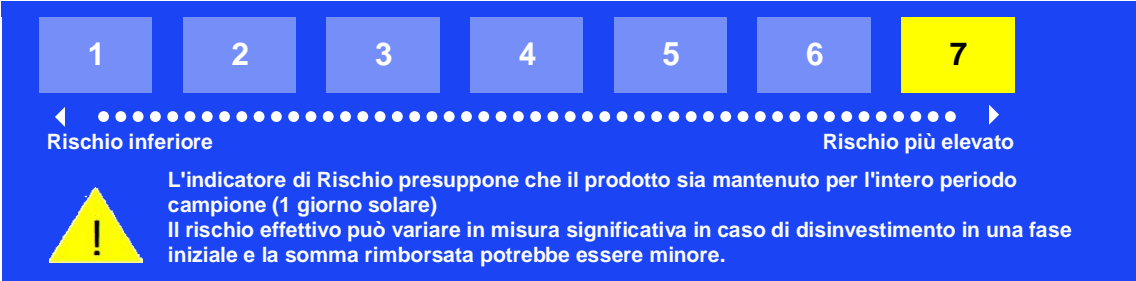 1 2 3 4 5 6 7
Rischio inferiore Rischio più elevato
!
L'indicatore di Rischio presuppone che il prodotto sia mantenuto per l'intero periodo
campione (1 giorno solare)
Il rischio effettivo può variare in misura significativa in caso di disinvestimento in una fase
iniziale e la somma rimborsata potrebbe essere minore.